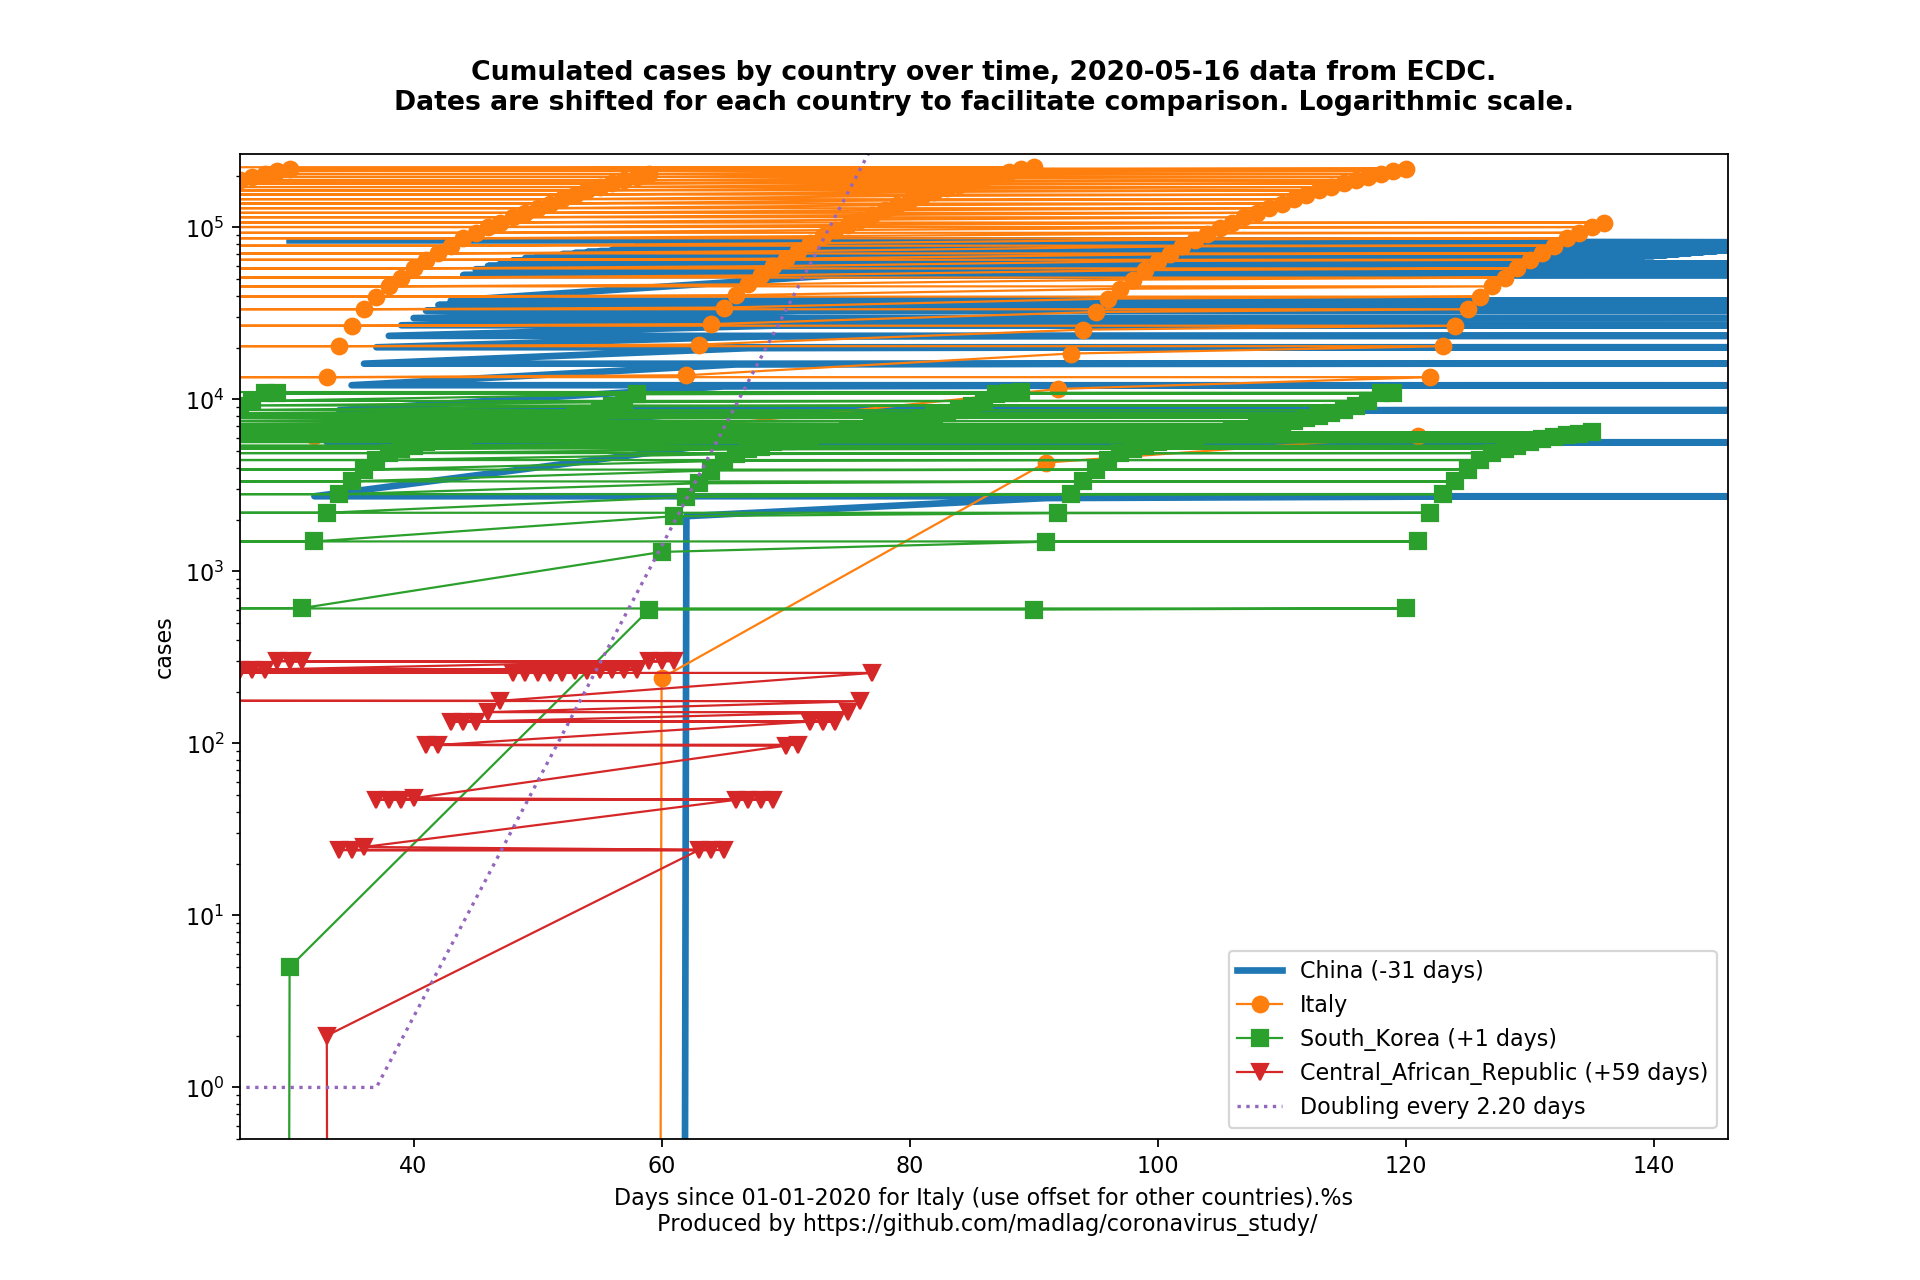 Cumulated cases by country over time, 2020-05-16 data from ECDC.
Dates are shifted for each country to facilitate comparison. Logarithmic scale.
cases
10⁵
10⁴
10³
10²
10¹
10⁰
40 60 80 100 120 140
China (-31 days)
Italy
South_Korea (+1 days)
Central_African_Republic (+59 days)
Doubling every 2.20 days
Days since 01-01-2020 for Italy (use offset for other countries).%s
Produced by https://github.com/madlag/coronavirus_study/